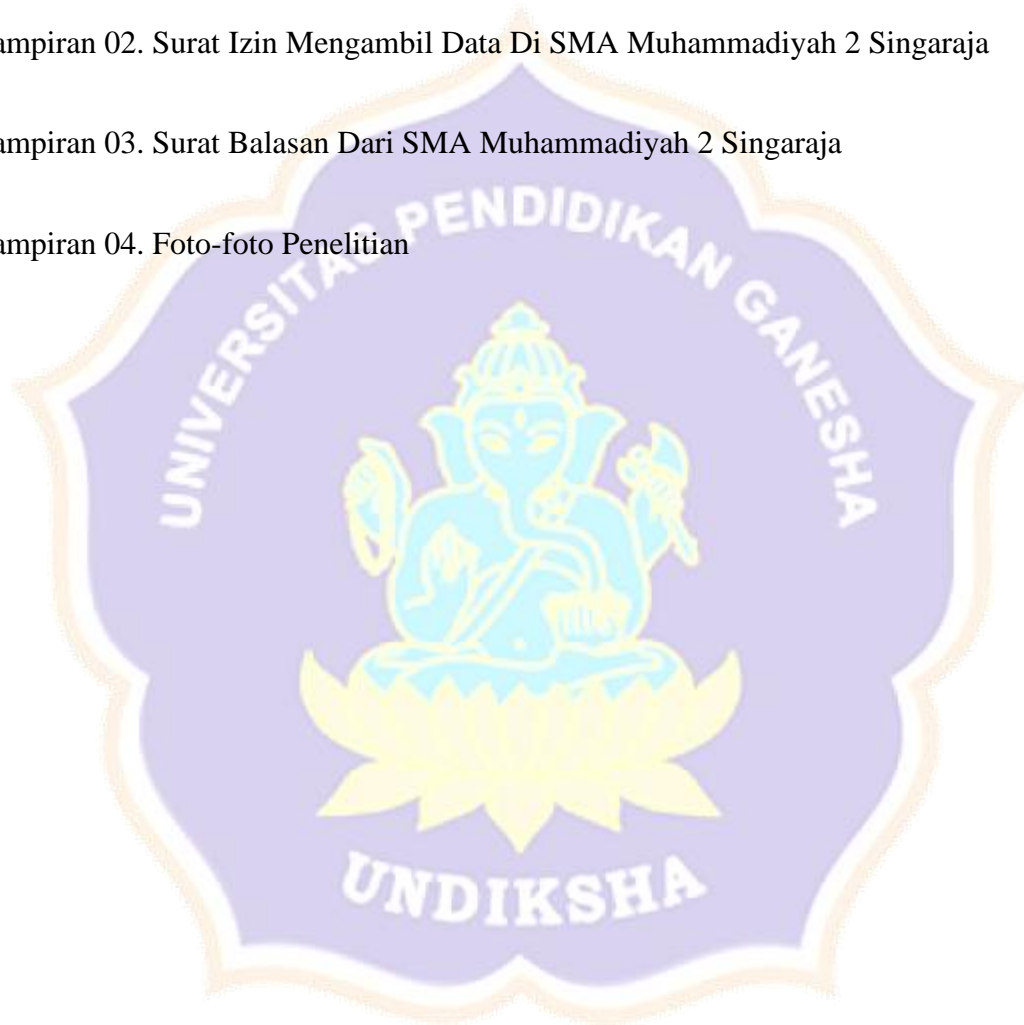 ampiran 02. Surat Izin Mengambil Data Di SMA Muhammadiyah 2 Singaraja
ampiran 03. Surat Balasan Dari SMA Muhammadiyah 2 Singaraja
ampiran 04. Foto-foto Penelitian
UNIVERSITAS PENDIDIKAN GANESHA
UNDIKSHA